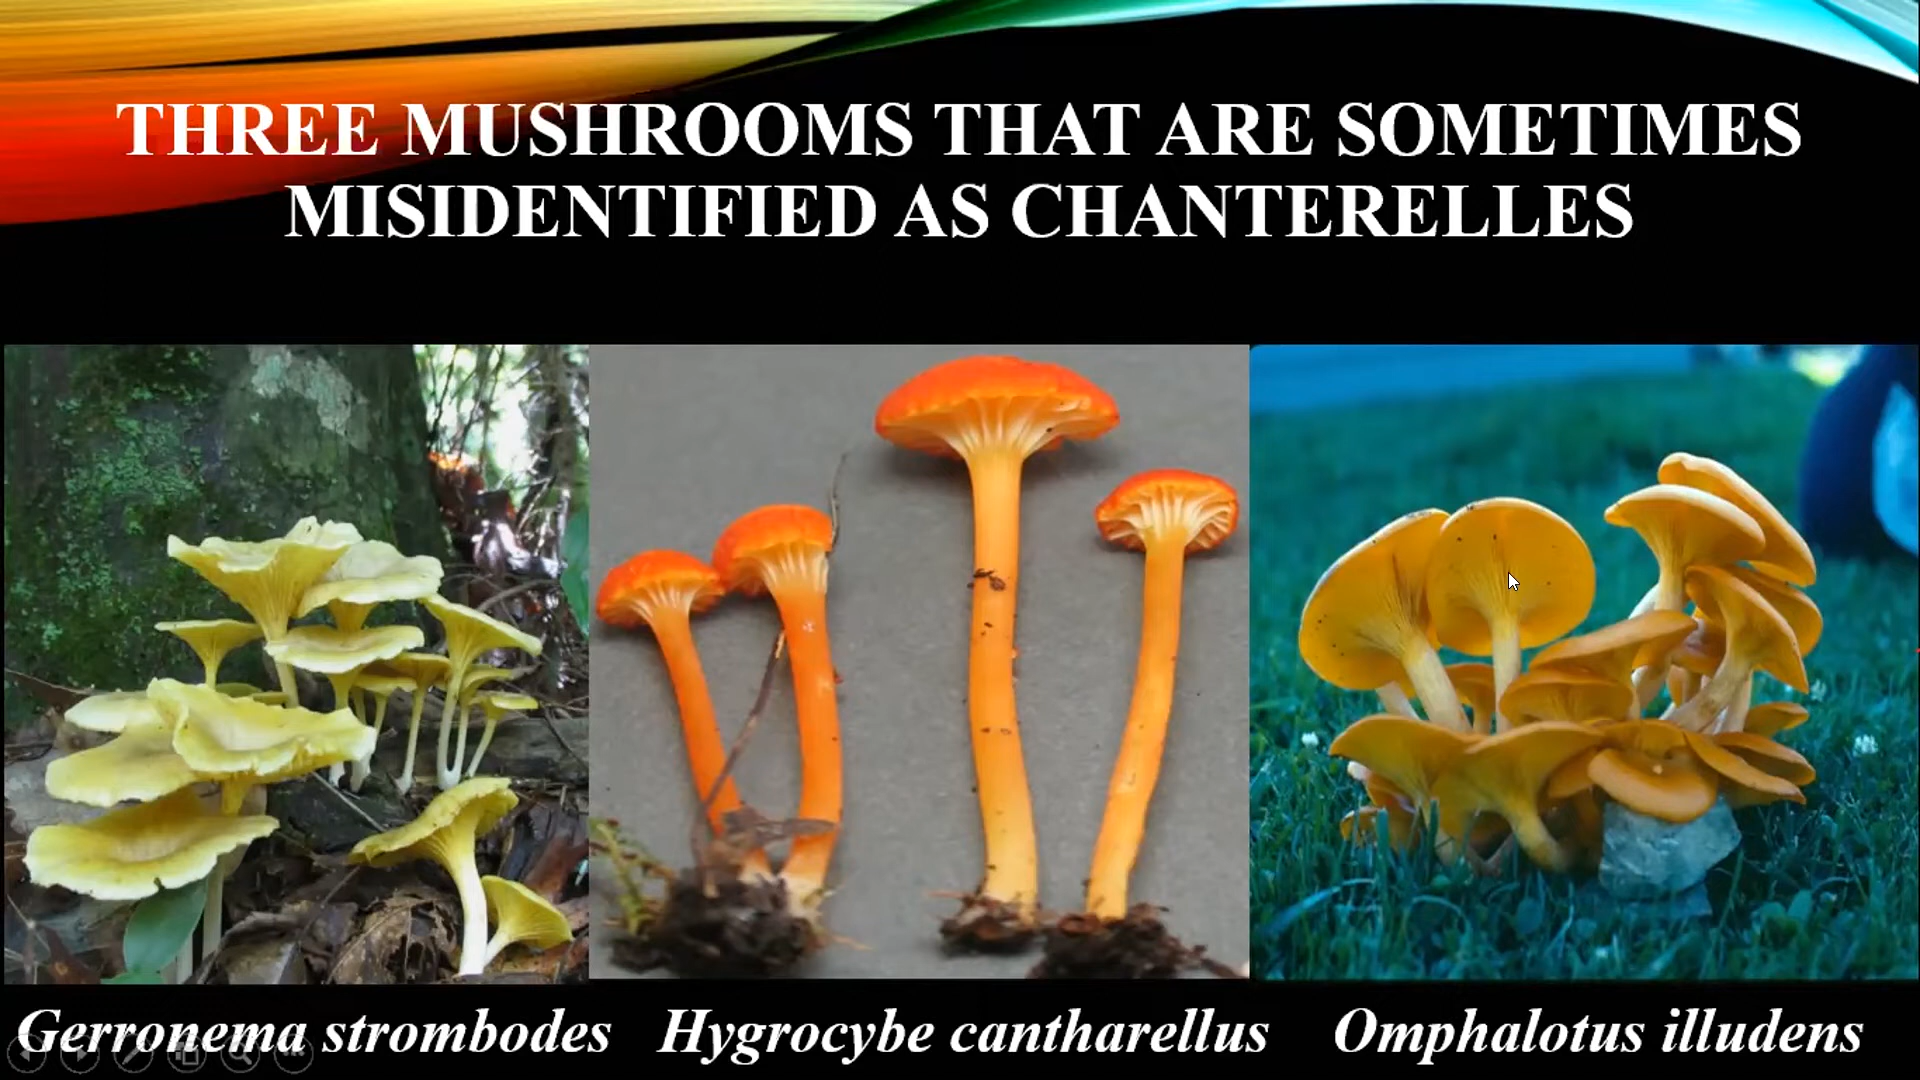 THREE MUSHROOMS THAT ARE SOMETIMES
MISIDENTIFIED AS CHANTERELLES
Gerronema strombodes
Hygrocybe cantharellus
Omphalotus illudens